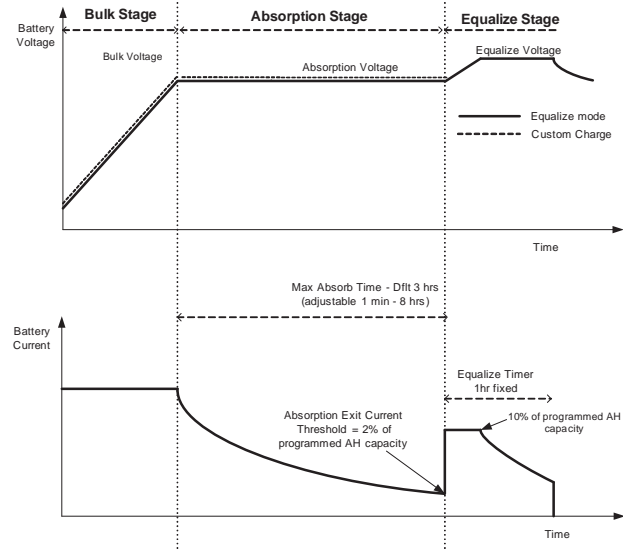 Bulk Stage
Absorption Stage
Equalize Stage
Battery
Voltage
Bulk Voltage
Absorption Voltage
Equalize Voltage
Equalize mode
Custom Charge
Time
Max Absorb Time - Dflt 3 hrs
(adjustable 1 min - 8 hrs)
Battery
Current
Equalize Timer
1hr fixed
Absorption Exit Current
Threshold = 2% of
programmed AH capacity
10% of programmed AH
capacity
Time